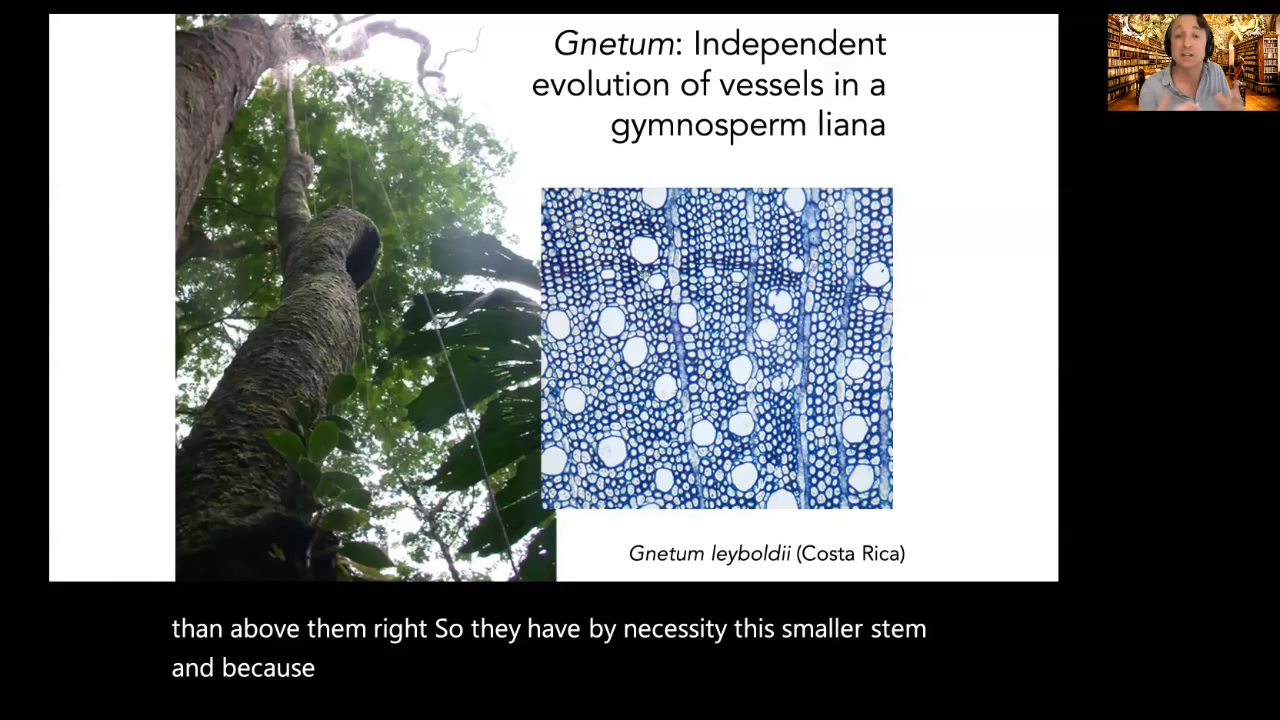 Gnetum: Independent
evolution of vessels in a
gymnosperm liana
Gnetum leyboldii (Costa Rica)
than above them right So they have by necessity this smaller stem
and because